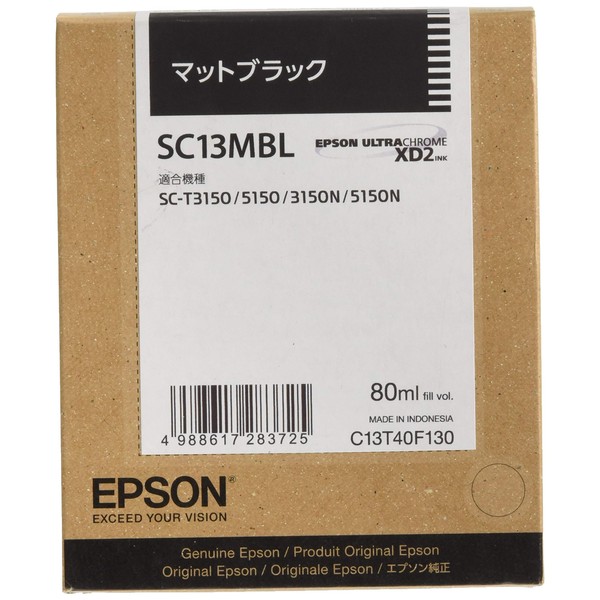 マットブラック
SC13MBL
EPSON ULTRACHROME
XD2 INK
適合機種
SC-T3150/5150/3150N/5150N
80ml fill vol.
MADE IN INDONESIA
4 988617 283725
C13T40F130
EPSON®
EXCEED YOUR VISION
Genuine Epson / Produit Original Epson
Original Epson / Originale Epson / エプソン純正